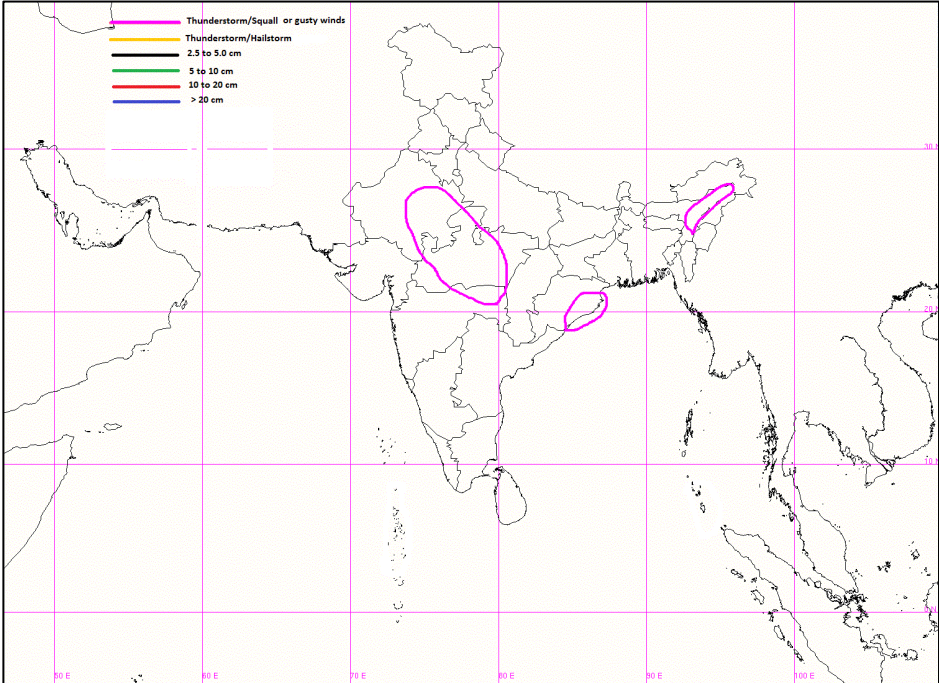 Thunderstorm/Squall or gusty winds
Thunderstorm/Hailstorm
2.5 to 5.0 cm
5 to 10 cm
10 to 20 cm
> 20 cm
30 N
20 N
10 N
0 N
50 E
60 E
70 E
80 E
90 E
100 E